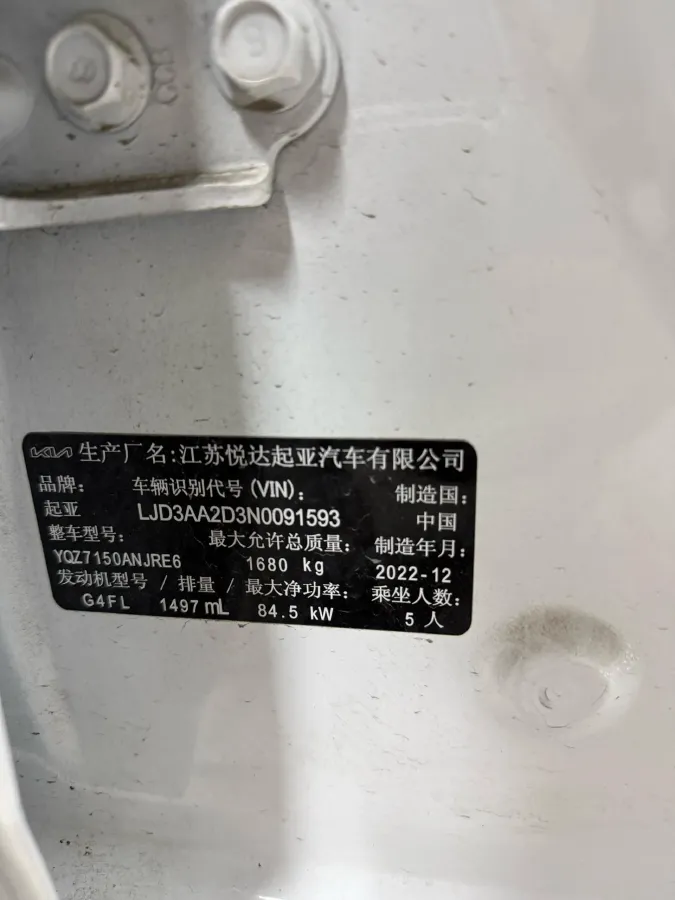 8
9
KIA 生产厂名:江苏悦达起亚汽车有限公司
品牌: 车辆识别代号(VIN): 制造国:
起亚 LJD3AA2D3N0091593 中国
整车型号: 最大允许总质量: 制造年月:
YQZ7150ANJRE6 1680 kg 2022-12
发动机型号 / 排量 / 最大净功率: 乘坐人数:
G4FL 1497 mL 84.5 kW 5 人